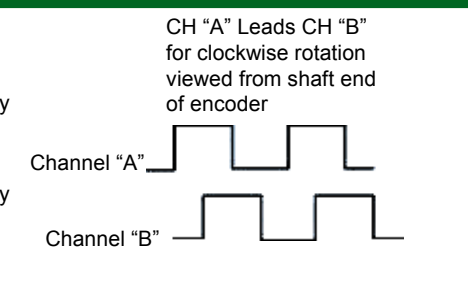 CH “A” Leads CH “B”
for clockwise rotation
viewed from shaft end
of encoder
y
Channel “A”
y
Channel “B”